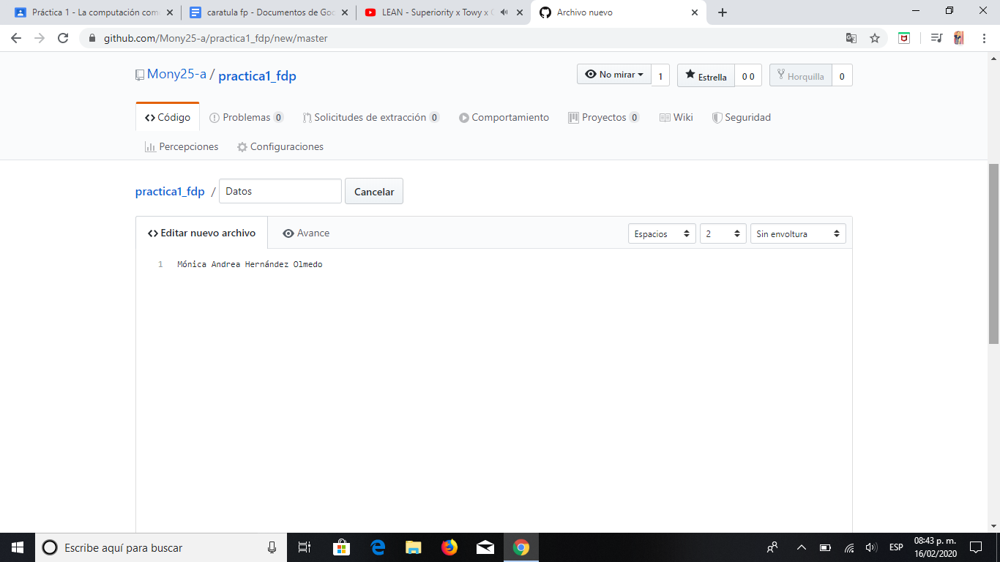 Práctica 1 - La computación com
caratula fp - Documentos de Goo
LEAN - Superiority x Towy x
Archivo nuevo
github.com/Mony25-a/practica1_fdp/new/master
Mony25-a / practica1_fdp
No mirar 1
Estrella 0 0
Horquilla 0
Código
Problemas 0
Solicitudes de extracción 0
Comportamiento
Proyectos 0
Wiki
Seguridad
Percepciones
Configuraciones
practica1_fdp / Datos Cancelar
Editar nuevo archivo
Avance
Espacios
2
Sin envoltura
1 Mónica Andrea Hernández Olmedo
Escribe aquí para buscar
ESP
08:43 p. m.
16/02/2020